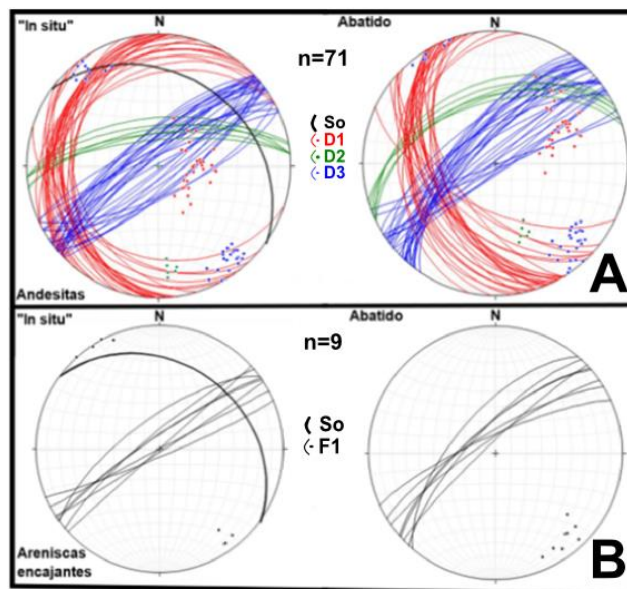 "In situ"
N
Abatido
N
n=71
So
D1
D2
D3
Andesitas
A
"In situ"
N
Abatido
N
n=9
So
F1
Areniscas
encajantes
B